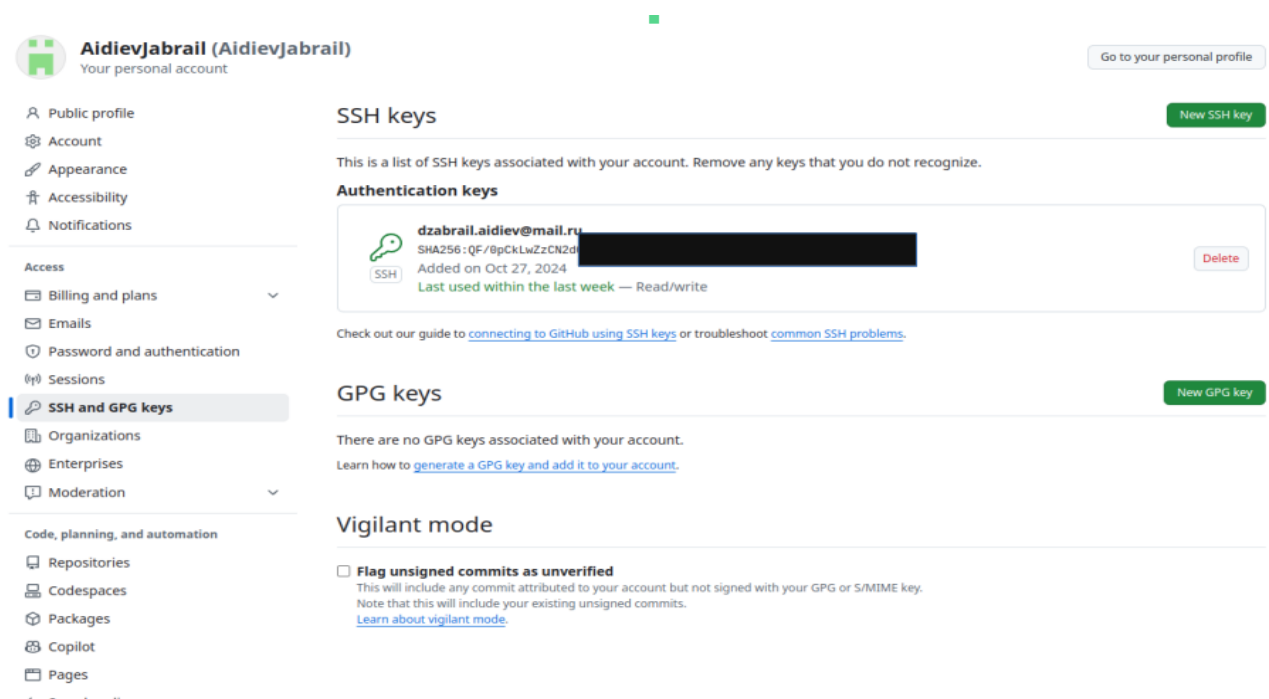 AidievJabrail (AidievJabrail)
Your personal account
Go to your personal profile
Public profile
Account
Appearance
Accessibility
Notifications
Access
Billing and plans
Emails
Password and authentication
Sessions
SSH and GPG keys
Organizations
Enterprises
Moderation
Code, planning, and automation
Repositories
Codespaces
Packages
Copilot
Pages
SSH keys
New SSH key
This is a list of SSH keys associated with your account. Remove any keys that you do not recognize.
Authentication keys
dzabrail.aidiev@mail.ru
SHA256:QF/0pCkLwZzCN2d
Added on Oct 27, 2024
Last used within the last week — Read/write
SSH
Delete
Check out our guide to connecting to GitHub using SSH keys or troubleshoot common SSH problems.
GPG keys
New GPG key
There are no GPG keys associated with your account.
Learn how to generate a GPG key and add it to your account.
Vigilant mode
Flag unsigned commits as unverified
This will include any commit attributed to your account but not signed with your GPG or S/MIME key.
Note that this will include your existing unsigned commits.
Learn about vigilant mode.